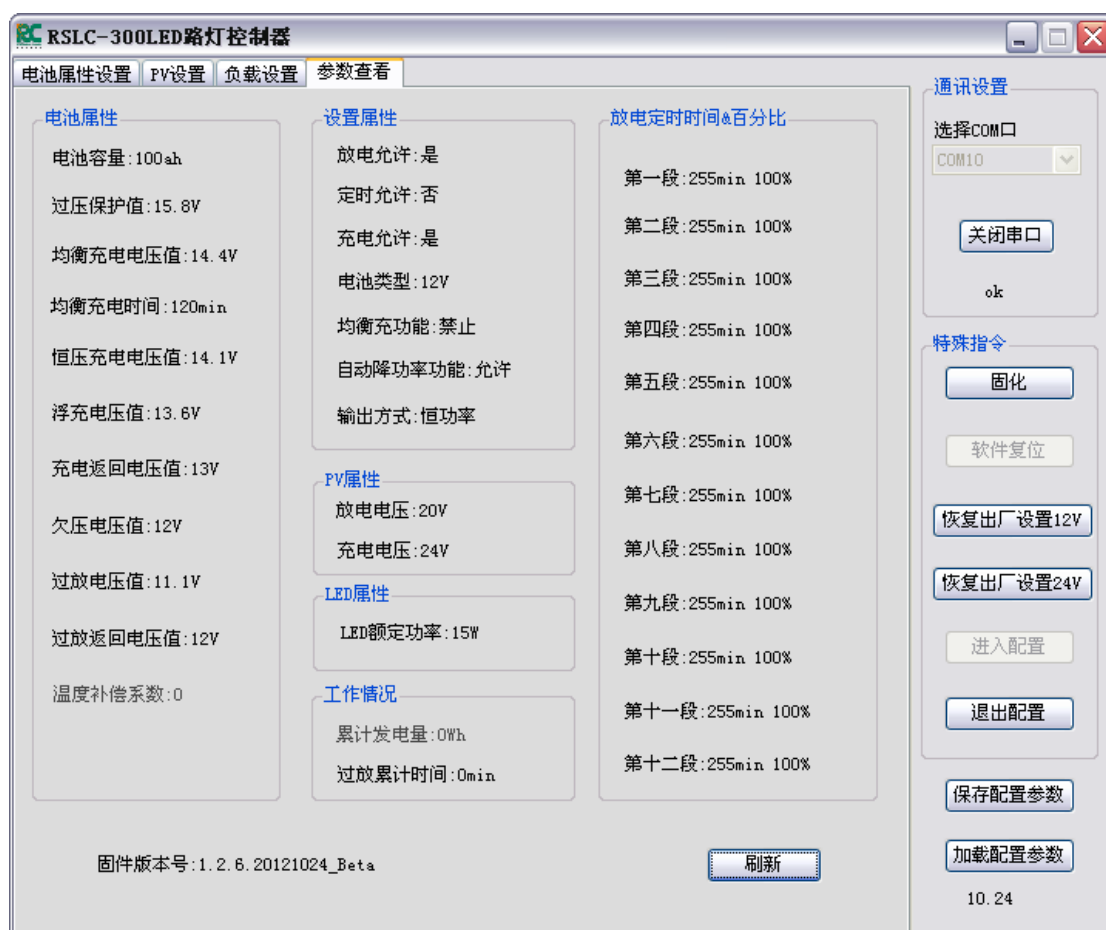 RSLC-300LED路灯控制器
电池属性设置 PV设置 负载设置 参数查看
电池属性
电池容量:100ah
过压保护值:15.8V
均衡充电电压值:14.4V
均衡充电时间:120min
恒压充电电压值:14.1V
浮充电压值:13.6V
充电返回电压值:13V
欠压电压值:12V
过放电压值:11.1V
过放返回电压值:12V
温度补偿系数:0
设置属性
放电允许:是
定时允许:否
充电允许:是
电池类型:12V
均衡充功能:禁止
自动降功率功能:允许
输出方式:恒功率
PV属性
放电电压:20V
充电电压:24V
LED属性
LED额定功率:15W
工作情况
累计发电量:0Wh
过放累计时间:0min
放电定时时间&百分比
第一段:255min 100%
第二段:255min 100%
第三段:255min 100%
第四段:255min 100%
第五段:255min 100%
第六段:255min 100%
第七段:255min 100%
第八段:255min 100%
第九段:255min 100%
第十段:255min 100%
第十一段:255min 100%
第十二段:255min 100%
固件版本号:1.2.6.20121024_Beta
刷新
通讯设置
选择COM口
COM10
关闭串口
ok
特殊指令
固化
软件复位
恢复出厂设置12V
恢复出厂设置24V
进入配置
退出配置
保存配置参数
加载配置参数
10.24